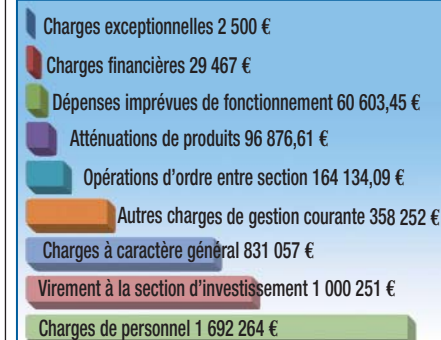 Charges exceptionnelles 2 500 €
Charges financières 29 467 €
Dépenses imprévues de fonctionnement 60 603,45 €
Atténuations de produits 96 876,61 €
Opérations d'ordre entre section 164 134,09 €
Autres charges de gestion courante 358 252 €
Charges à caractère général 831 057 €
Virement à la section d'investissement 1 000 251 €
Charges de personnel 1 692 264 €